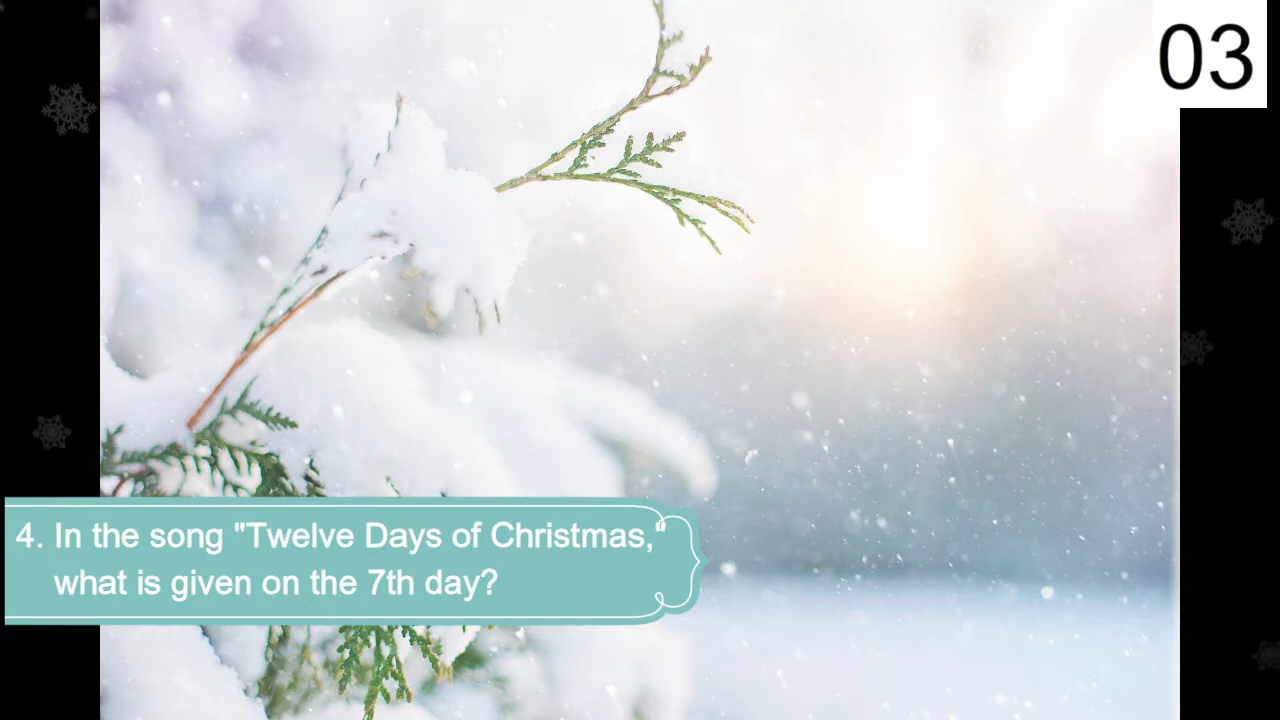 03
4. In the song "Twelve Days of Christmas,"
what is given on the 7th day?